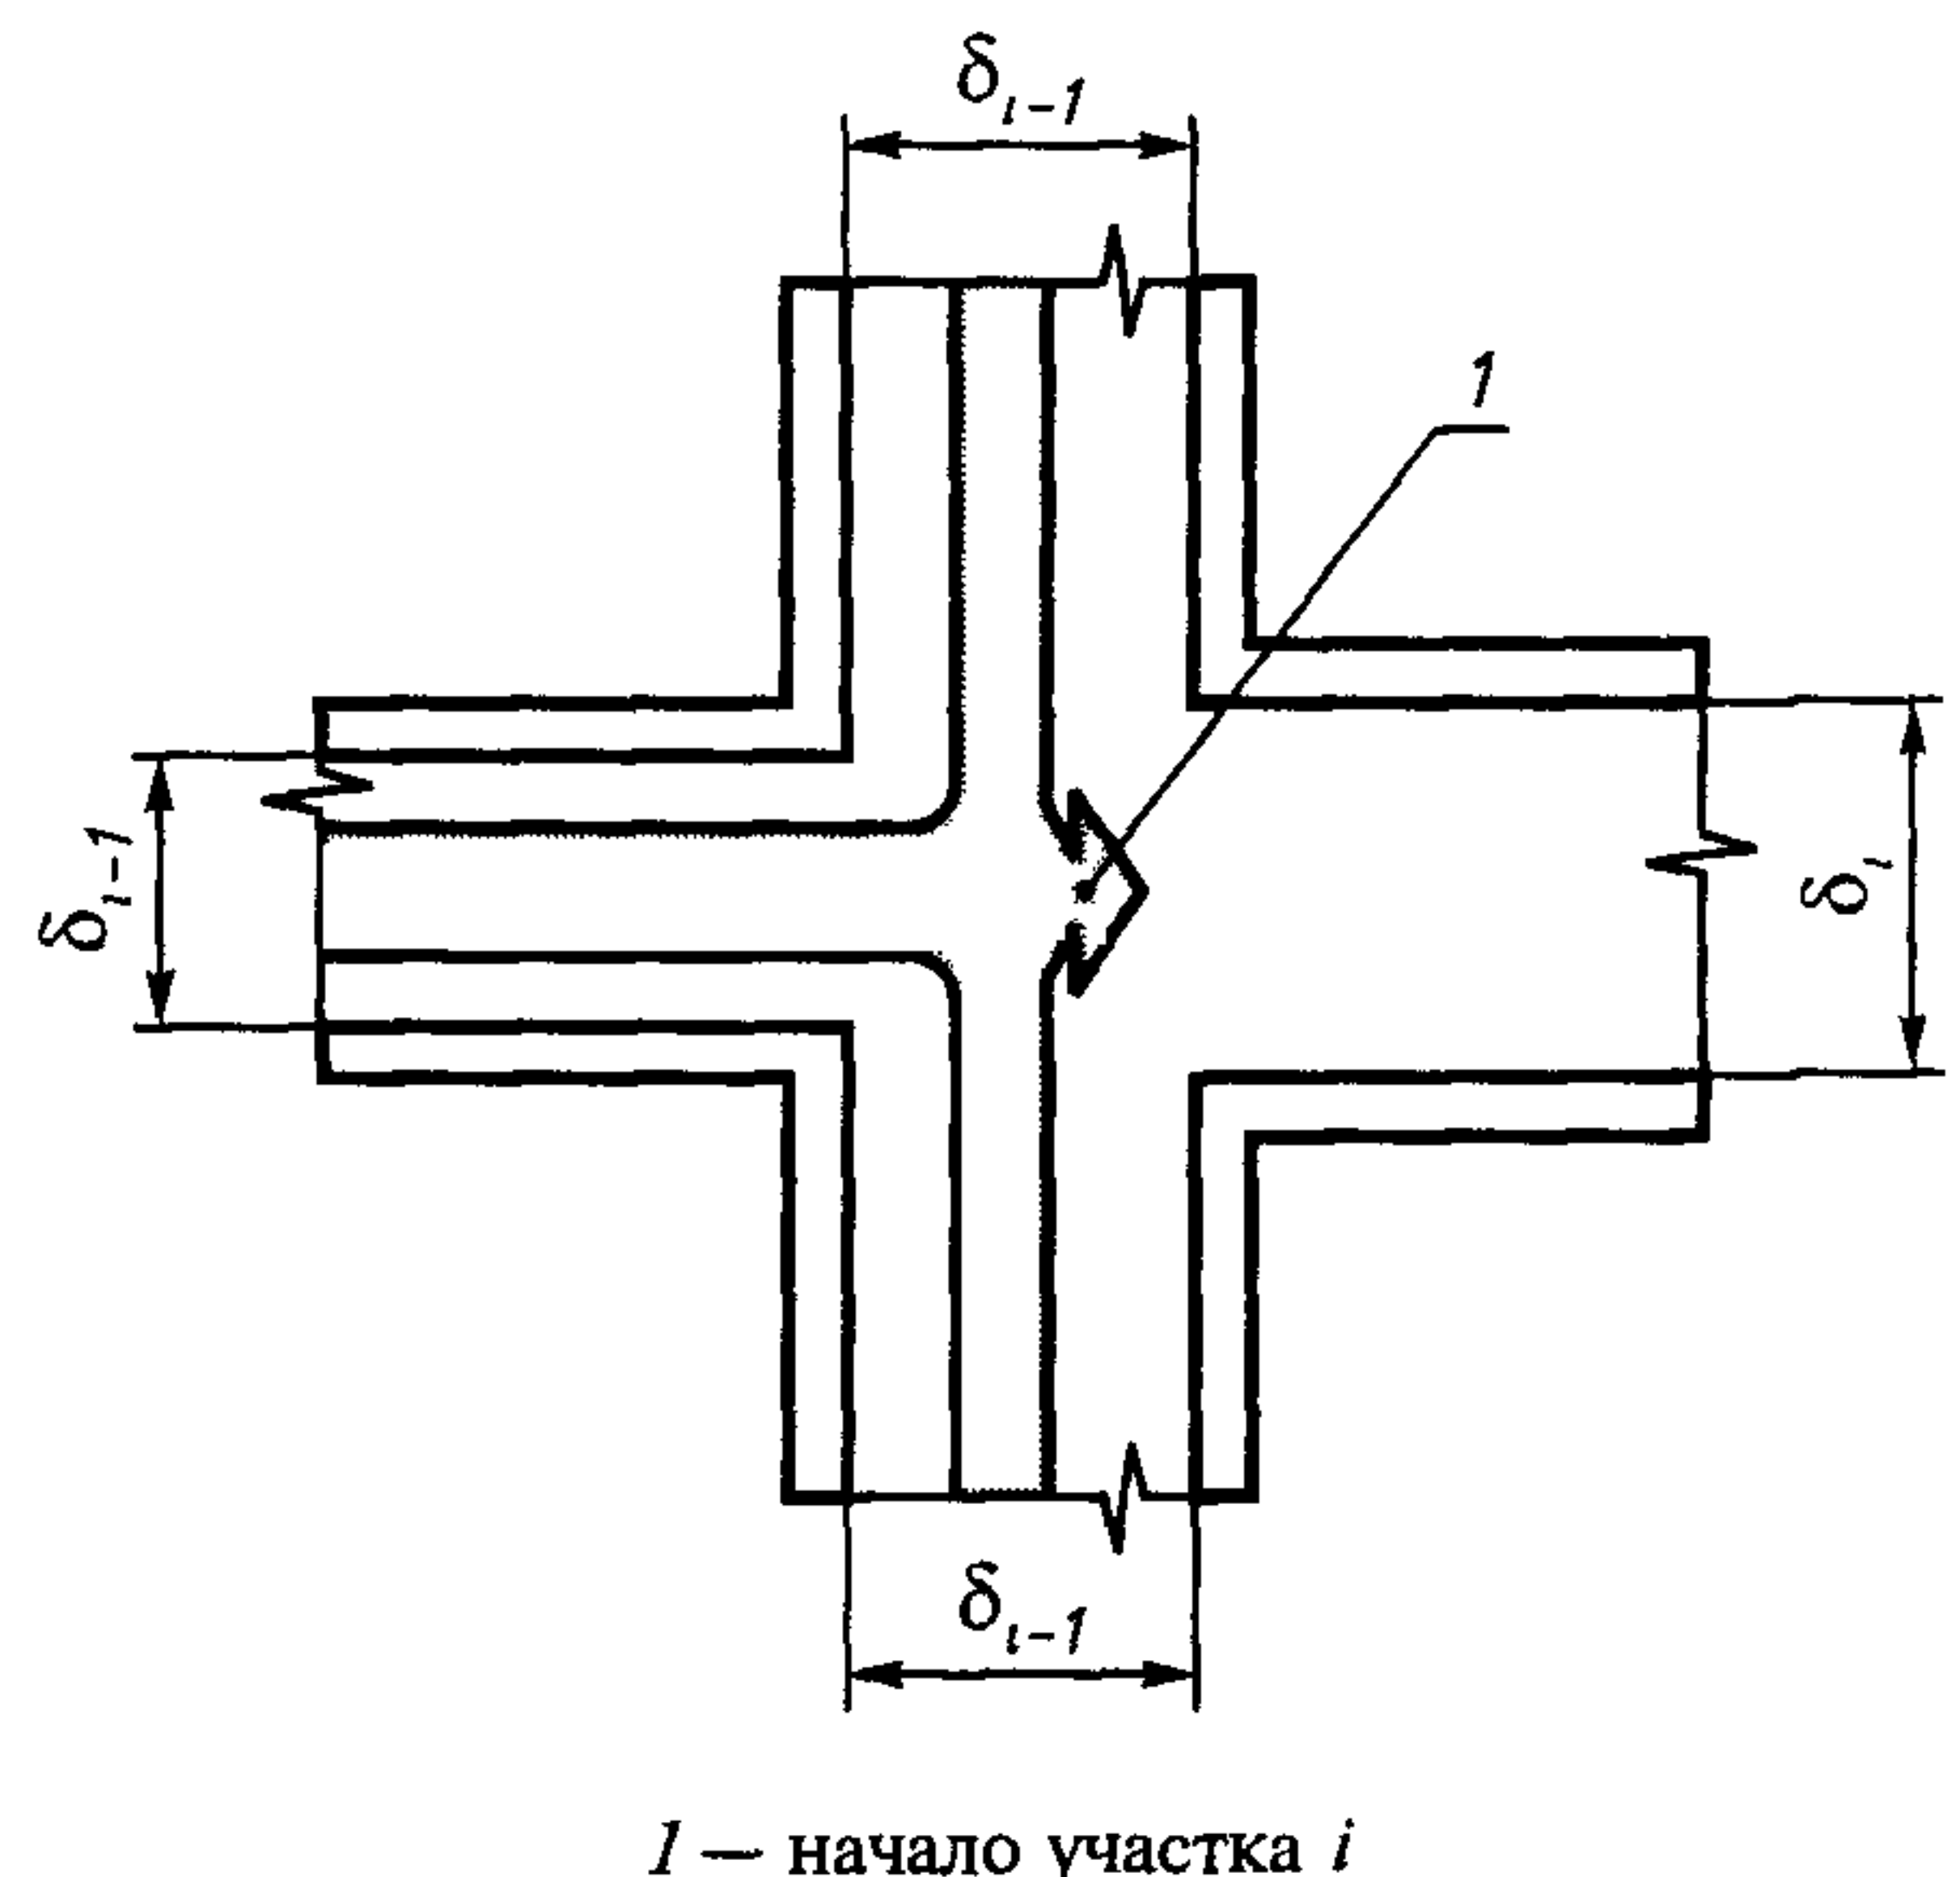 δi–1
1
δi–1
δi
δi–1
1 — начало участка i